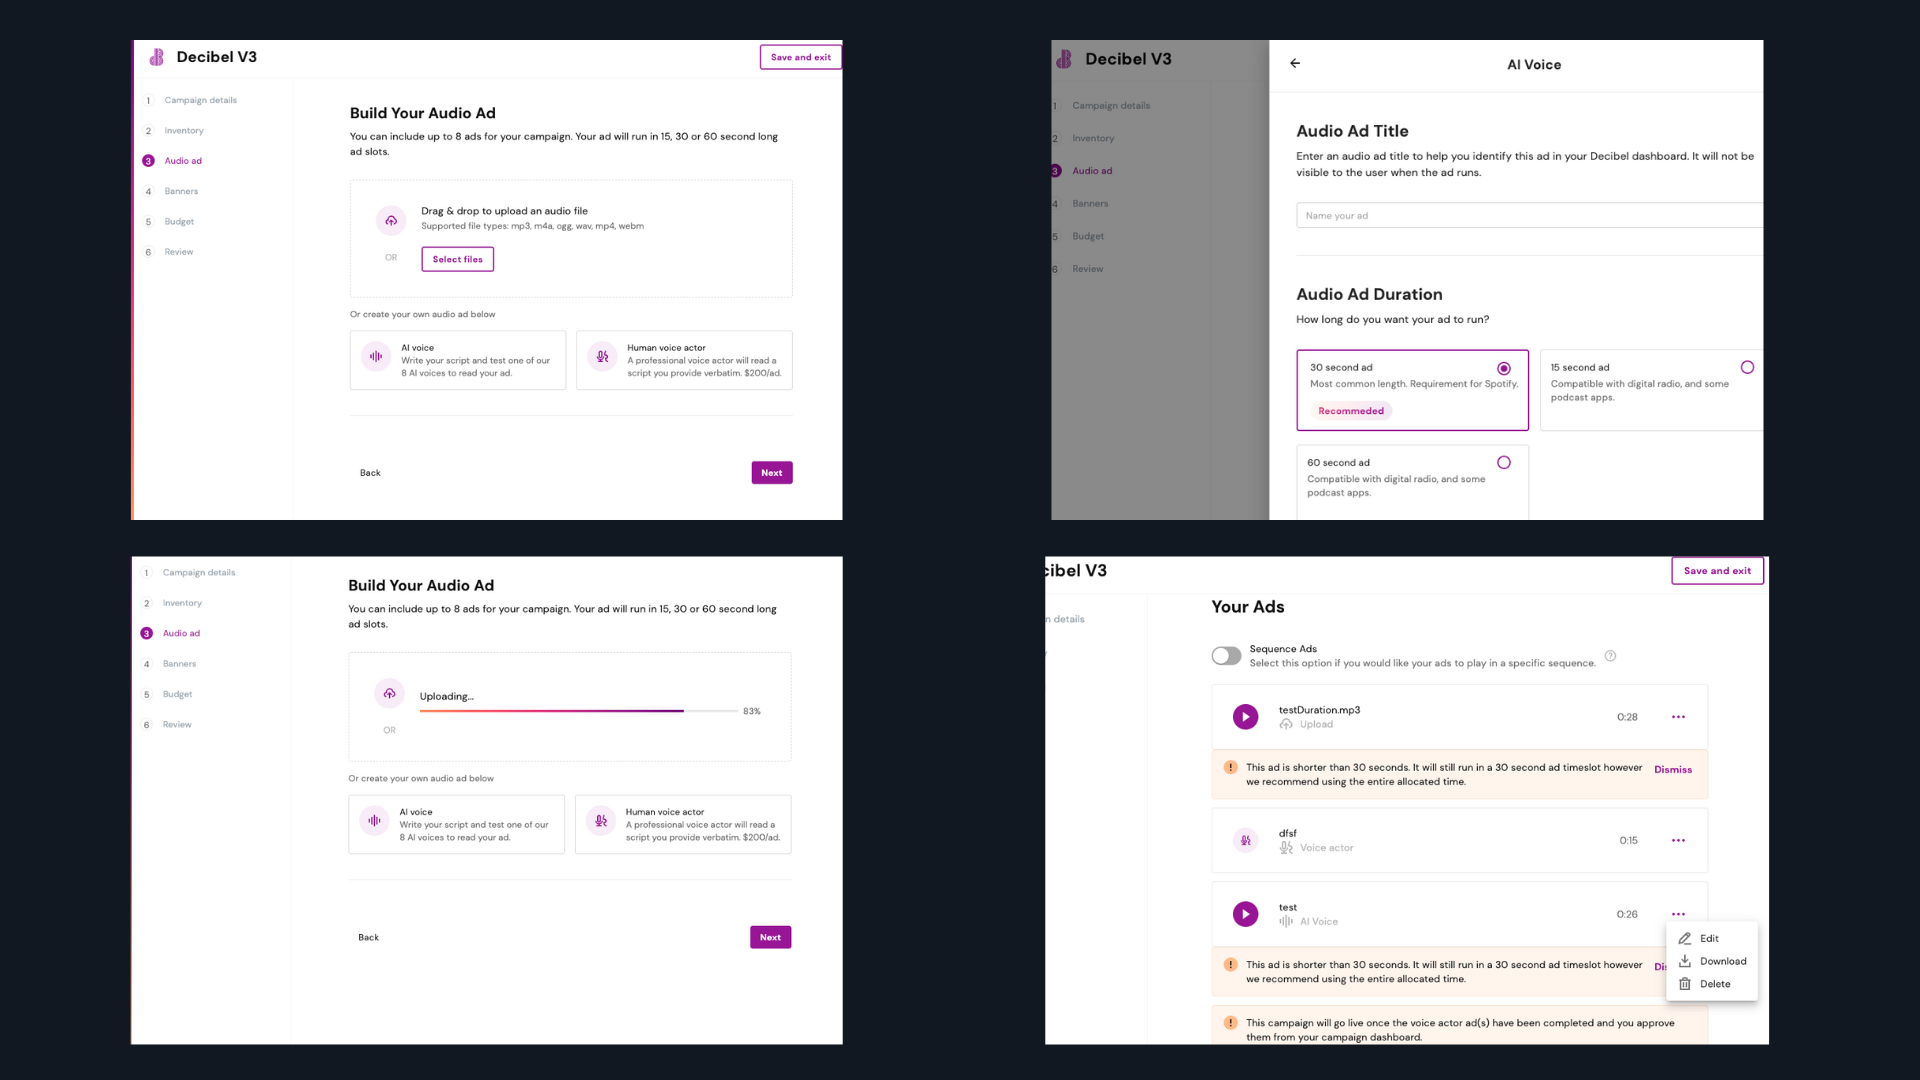 Decibel V3
Save and exit
1 Campaign details
2 Inventory
3 Audio ad
4 Banners
5 Budget
6 Review
Build Your Audio Ad
You can include up to 8 ads for your campaign. Your ad will run in 15, 30 or 60 second long
ad slots.
Drag & drop to upload an audio file
Supported file types: mp3, m4a, ogg, wav, mp4, webm
OR
Select files
Or create your own audio ad below
AI voice
Write your script and test one of our
8 AI voices to read your ad.
Human voice actor
A professional voice actor will read a
script you provide verbatim. $200/ad.
Back
Next
Decibel V3
1 Campaign details
2 Inventory
3 Audio ad
4 Banners
5 Budget
6 Review
AI Voice
Audio Ad Title
Enter an audio ad title to help you identify this ad in your Decibel dashboard. It will not be
visible to the user when the ad runs.
Name your ad
Audio Ad Duration
How long do you want your ad to run?
30 second ad
Most common length. Requirement for Spotify.
Recommeded
15 second ad
Compatible with digital radio, and some
podcast apps.
60 second ad
Compatible with digital radio, and some
podcast apps.
1 Campaign details
2 Inventory
3 Audio ad
4 Banners
5 Budget
6 Review
Build Your Audio Ad
You can include up to 8 ads for your campaign. Your ad will run in 15, 30 or 60 second long
ad slots.
Uploading...
83%
OR
Or create your own audio ad below
AI voice
Write your script and test one of our
8 AI voices to read your ad.
Human voice actor
A professional voice actor will read a
script you provide verbatim. $200/ad.
Back
Next
cibel V3
Save and exit
n details
Your Ads
Sequence Ads
Select this option if you would like your ads to play in a specific sequence. ?
testDuration.mp3
Upload
0:28
! This ad is shorter than 30 seconds. It will still run in a 30 second ad timeslot however
we recommend using the entire allocated time.
Dismiss
dfsf
Voice actor
0:15
test
AI Voice
0:26
Edit
Download
Delete
! This ad is shorter than 30 seconds. It will still run in a 30 second ad timeslot however
we recommend using the entire allocated time.
Di
! This campaign will go live once the voice actor ad(s) have been completed and you approve
them from your campaign dashboard.